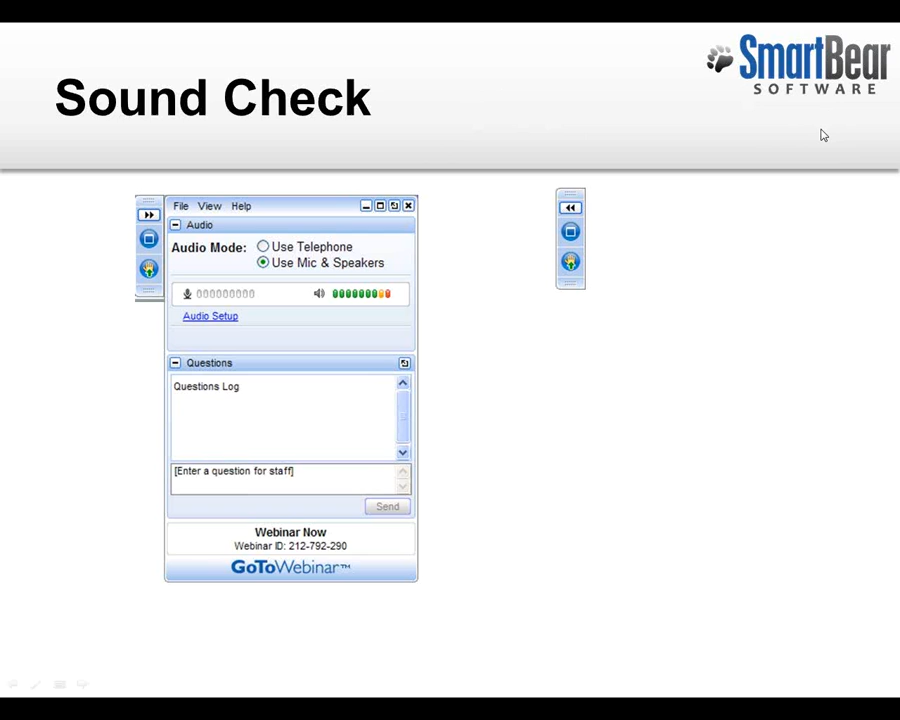 SmartBear
SOFTWARE
Sound Check
File View Help
Audio
Audio Mode: Use Telephone
Use Mic & Speakers
Audio Setup
Questions
Questions Log
[Enter a question for staff]
Send
Webinar Now
Webinar ID: 212-792-290
GoToWebinar™